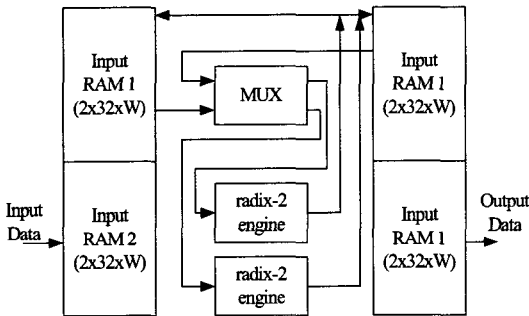 Input
RAM 1
(2x32xW)
MUX
Input
RAM 1
(2x32xW)
Input
Data
Input
RAM 2
(2x32xW)
radix-2
engine
radix-2
engine
Input
RAM 1
(2x32xW)
Output
Data